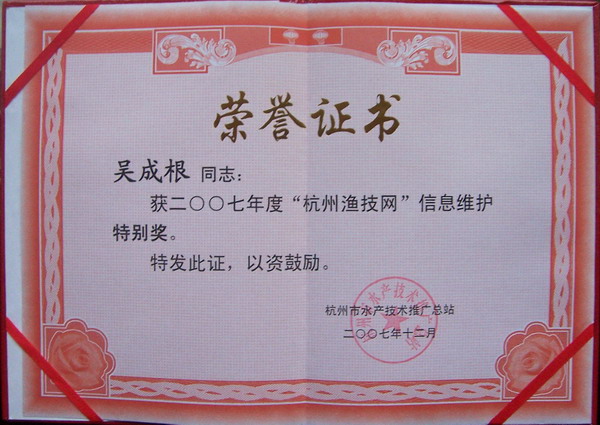 荣誉证书
吴成根 同志：
获二〇〇七年度“杭州渔技网”信息维护
特别奖。
特发此证，以资鼓励。
杭州市水产技术推广总站
二〇〇七年十二月